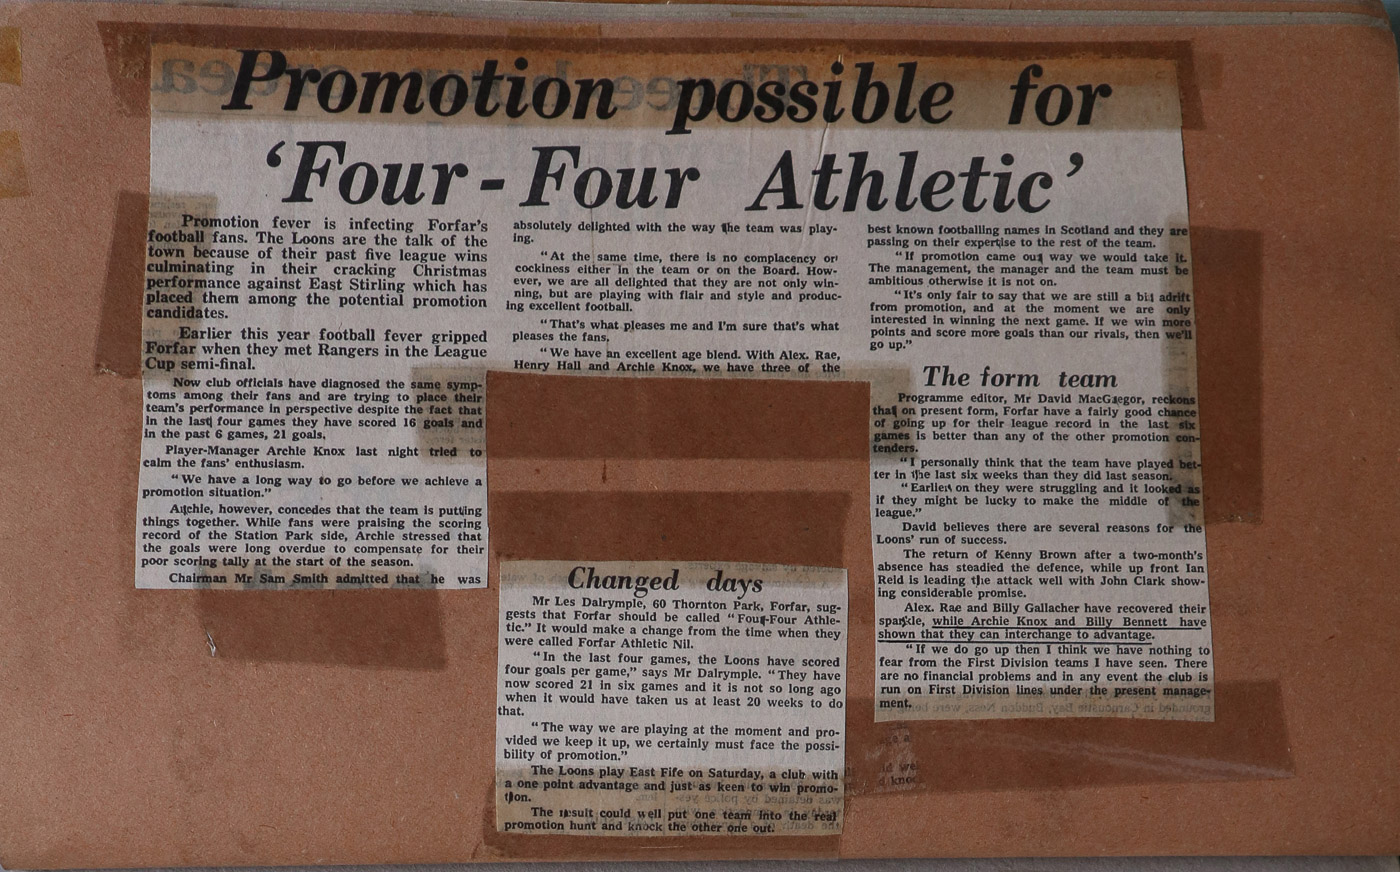 Promotion possible for
‘Four - Four Athletic’
Promotion fever is infecting Forfar's
football fans. The Loons are the talk of the
town because of their past five league wins
culminating in their cracking Christmas
performance against East Stirling which has
placed them among the potential promotion
candidates.
Earlier this year football fever gripped
Forfar when they met Rangers in the League
Cup semi-final.
Now club officials have diagnosed the same symp-
toms among their fans and are trying to place their
team's performance in perspective despite the fact that
in the last four games they have scored 16 goals and
in the past 6 games, 21 goals.
Player-Manager Archie Knox last night tried to
calm the fans' enthusiasm.
“We have a long way to go before we achieve a
promotion situation.”
Archie, however, concedes that the team is putting
things together. While fans were praising the scoring
record of the Station Park side, Archie stressed that
the goals were long overdue to compensate for their
poor scoring tally at the start of the season.
Chairman Mr Sam Smith admitted that he was
absolutely delighted with the way the team was play-
ing.
“At the same time, there is no complacency or
cockiness either in the team or on the Board. How-
ever, we are all delighted that they are not only win-
ning, but are playing with flair and style and produc-
ing excellent football.
“That's what pleases me and I'm sure that's what
pleases the fans.
“We have an excellent age blend. With Alex. Rae,
Henry Hall and Archie Knox, we have three of the
best known footballing names in Scotland and they are
passing on their expertise to the rest of the team.
“If promotion came our way we would take it.
The management, the manager and the team must be
ambitious otherwise it is not on.
“It's only fair to say that we are still a bit adrift
from promotion, and at the moment we are only
interested in winning the next game. If we win more
points and score more goals than our rivals, then we'll
go up.”
The form team
Programme editor, Mr David MacGregor, reckons
that on present form, Forfar have a fairly good chance
of going up for their league record in the last six
games is better than any of the other promotion con-
tenders.
“I personally think that the team have played bet-
ter in the last six weeks than they did last season.
“Earlier on they were struggling and it looked as
if they might be lucky to make the middle of the
league.”
David believes there are several reasons for the
Loons' run of success.
The return of Kenny Brown after a two-month's
absence has steadied the defence, while up front Ian
Reid is leading the attack well with John Clark show-
ing considerable promise.
Alex. Rae and Billy Gallacher have recovered their
sparkle, while Archie Knox and Billy Bennett have
shown that they can interchange to advantage.
“If we do go up then I think we have nothing to
fear from the First Division teams I have seen. There
are no financial problems and in any event the club is
run on First Division lines under the present manage-
ment.
Changed days
Mr Les Dalrymple, 60 Thornton Park, Forfar, sug-
gests that Forfar should be called “Four-Four Athle-
tic.” It would make a change from the time when they
were called Forfar Athletic Nil.
“In the last four games, the Loons have scored
four goals per game,” says Mr Dalrymple. “They have
now scored 21 in six games and it is not so long ago
when it would have taken us at least 20 weeks to do
that.
“The way we are playing at the moment and pro-
vided we keep it up, we certainly must face the possi-
bility of promotion.”
The Loons play East Fife on Saturday, a club with
a one point advantage and just as keen to win promo-
tion.
The result could well put one team into the real
promotion hunt and knock the other one out.